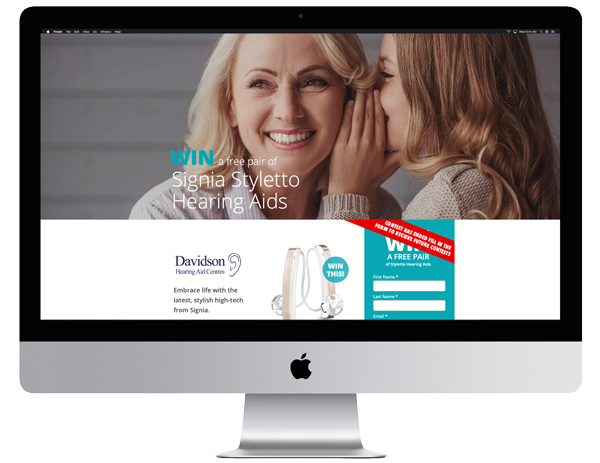 Finder File Edit View Go Window Help
WIN a free pair of
Signia Styletto
Hearing Aids
CONTEST HAS ENDED FILL IN THE
FORM TO RECIEVE FUTURE CONTESTS
WIN
A FREE PAIR
of Styletto Hearing Aids
Davidson
Hearing Aid Centres
WIN
THIS!
Embrace life with the
latest, stylish high-tech
from Signia.
First Name *
Last Name *
Email *